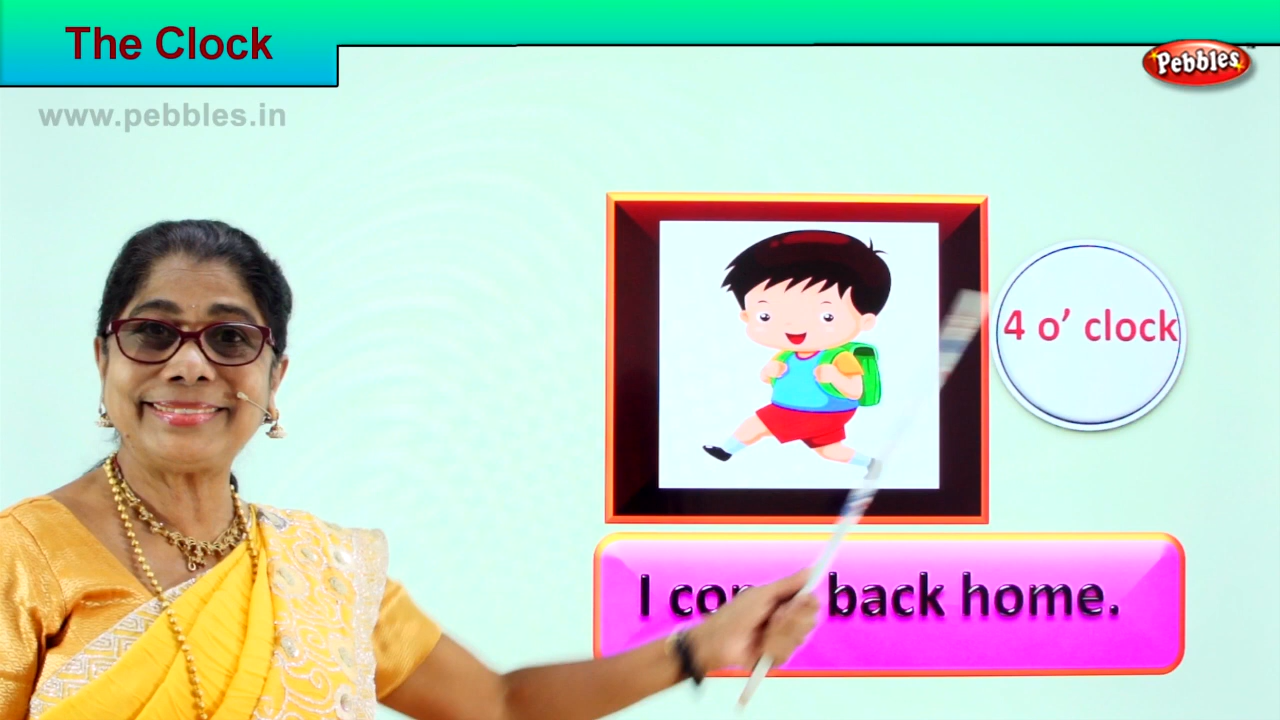 The Clock
Pebbles
www.pebbles.in
4 o' clock
I back home.